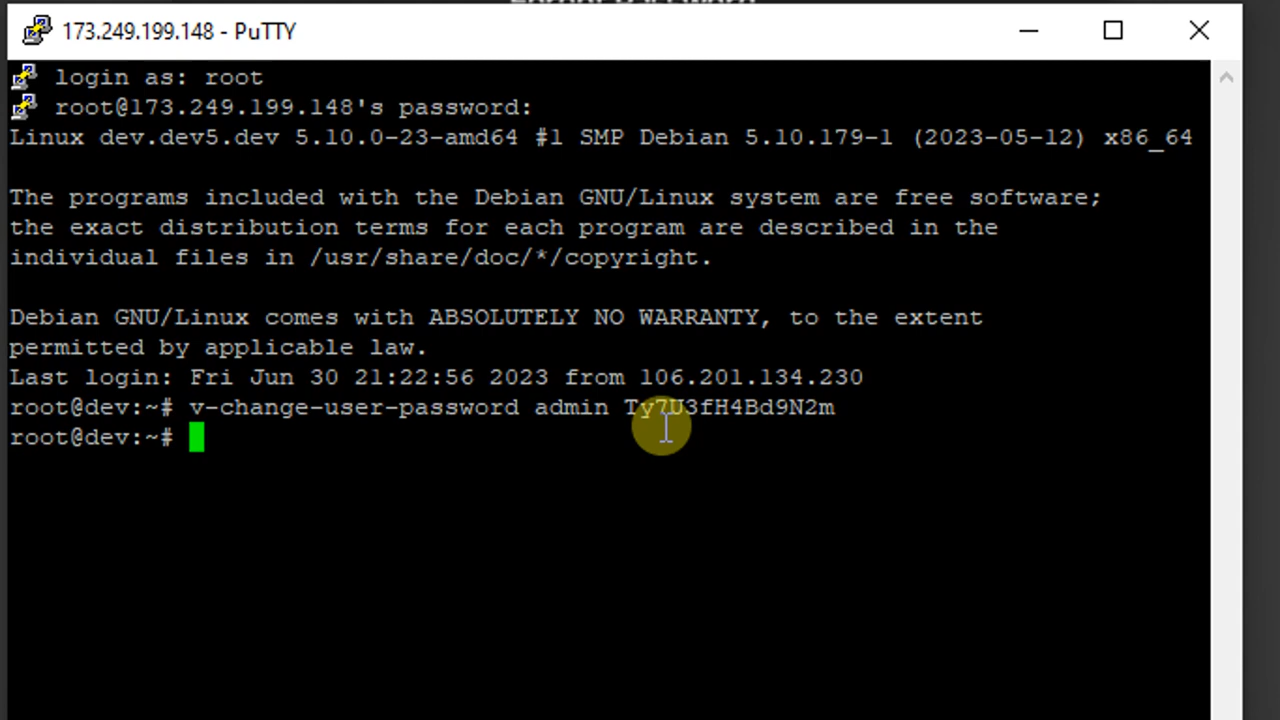 173.249.199.148 - PuTTY
login as: root
root@173.249.199.148's password:
Linux dev.dev5.dev 5.10.0-23-amd64 #1 SMP Debian 5.10.179-1 (2023-05-12) x86_64
The programs included with the Debian GNU/Linux system are free software;
the exact distribution terms for each program are described in the
individual files in /usr/share/doc/*/copyright.
Debian GNU/Linux comes with ABSOLUTELY NO WARRANTY, to the extent
permitted by applicable law.
Last login: Fri Jun 30 21:22:56 2023 from 106.201.134.230
root@dev:~# v-change-user-password admin Ty7U3fH4Bd9N2m
root@dev:~#